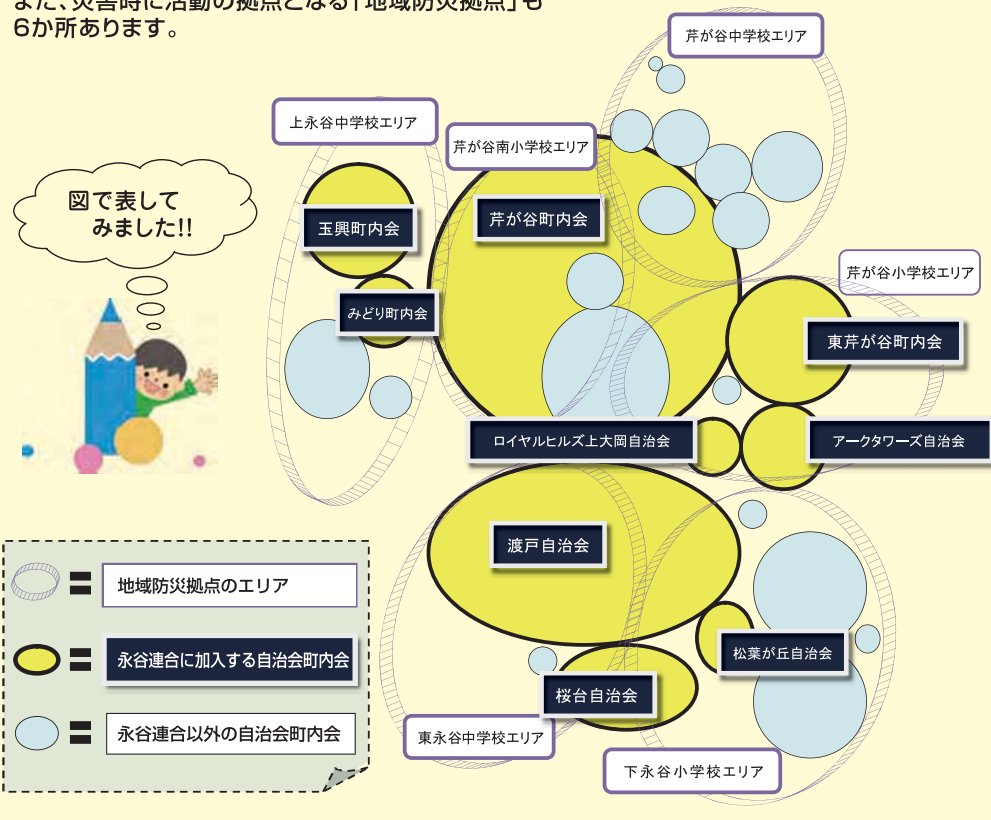 また、災害時に活動の拠点となる「地域防災拠点」も
6か所あります。
芹が谷中学校エリア
上永谷中学校エリア
芹が谷南小学校エリア
図で表して
みました!!
玉興町内会
芹が谷町内会
芹が谷小学校エリア
みどり町内会
東芹が谷町内会
ロイヤルヒルズ上大岡自治会
アークタワーズ自治会
渡戸自治会
地域防災拠点のエリア
永谷連合に加入する自治会町内会
松葉が丘自治会
桜台自治会
永谷連合以外の自治会町内会
東永谷中学校エリア
下永谷小学校エリア